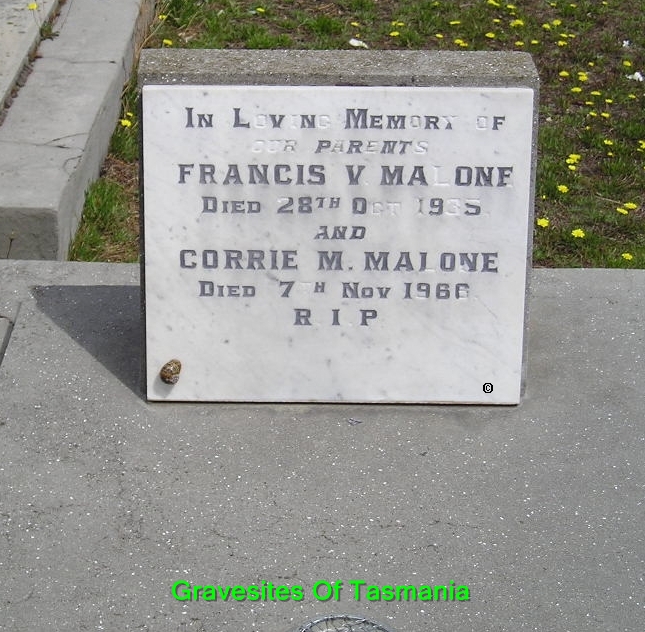 IN LOVING MEMORY OF
OUR PARENTS
FRANCIS V. MALONE
DIED 28TH OCT 1935
AND
CORRIE M. MALONE
DIED 7TH NOV 1966
R I P
©
Gravesites Of Tasmania